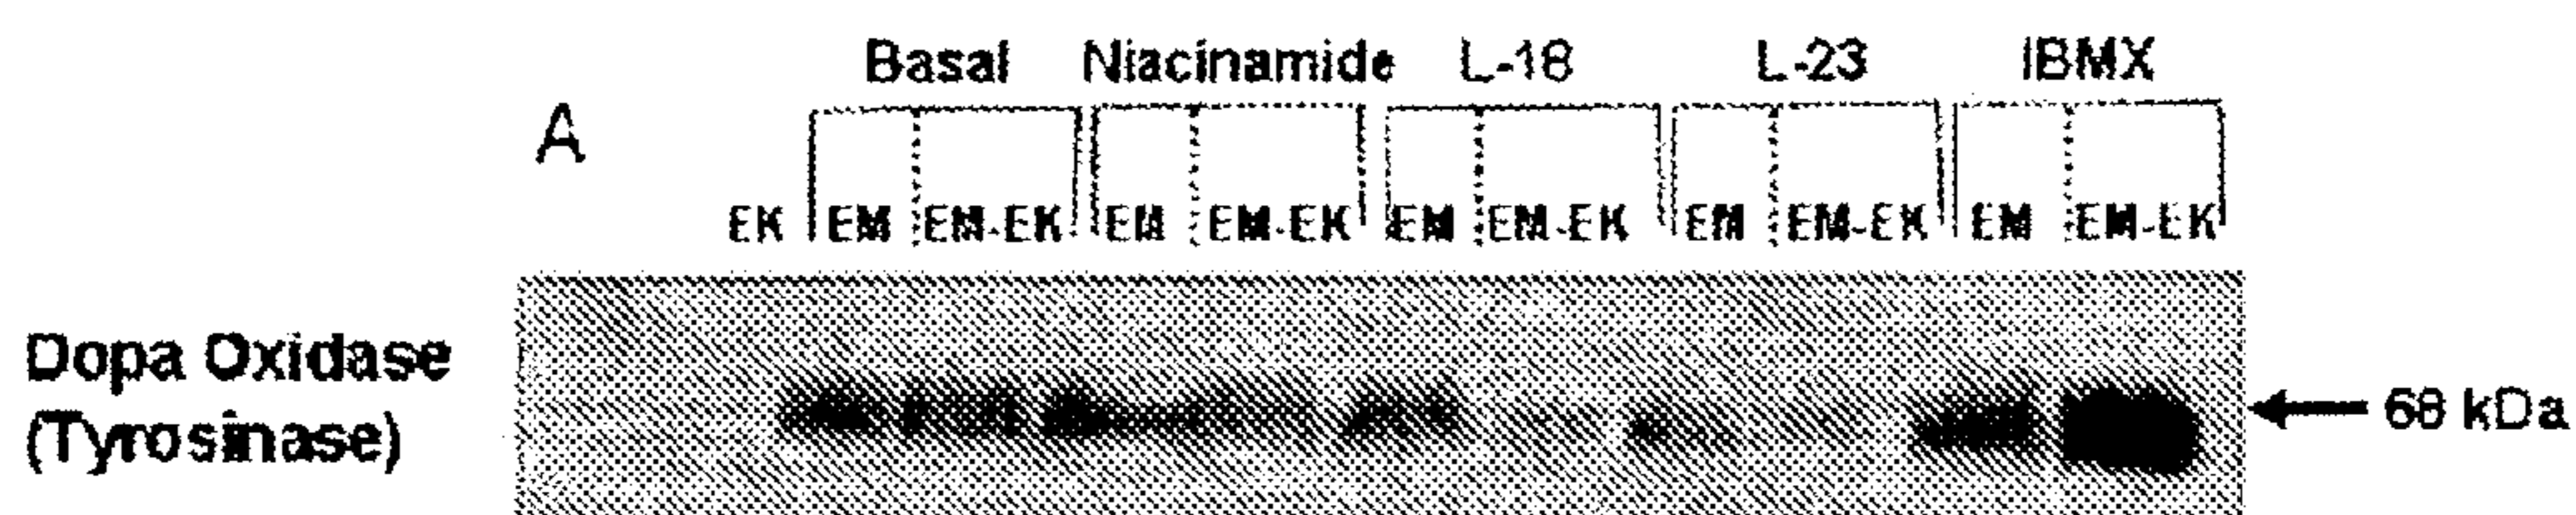 Basal Niacinamide L-18 L-23 IBMX
A
EK EM EM-EK EM EM-EK EM EM-EK EM EM-EK EM EM-EK
Dopa Oxidase
(Tyrosinase)
68 kDa